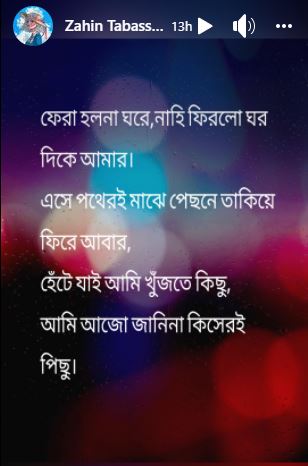 Zahin Tabass... 13h
ফেরা হলনা ঘরে,নাহি ফিরলো ঘর
দিকে আমার।
এসে পথেরই মাঝে পেছনে তাকিয়ে
ফিরে আবার,
হেঁটে যাই আমি খুঁজতে কিছু,
আমি আজো জানিনা কিসেরই
পিছু।